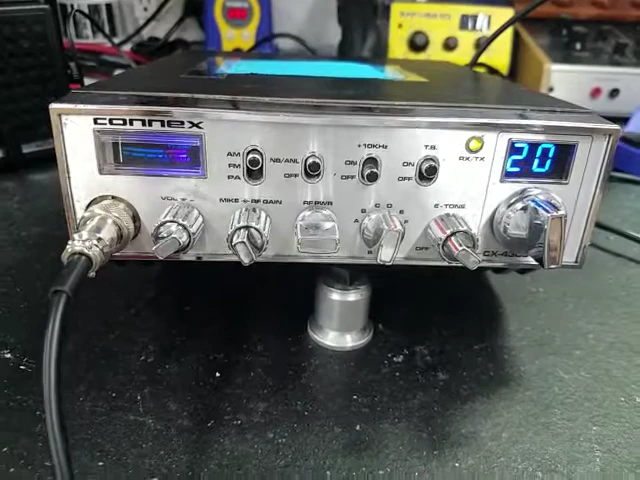 connex
AM
FM
PA
NB/ANL
OFF
+10KHz
ON
OFF
T.B.
ON
OFF
RX/TX
20
MIKE RF GAIN
RF PWR
A B C D E F
E-TONE
OFF